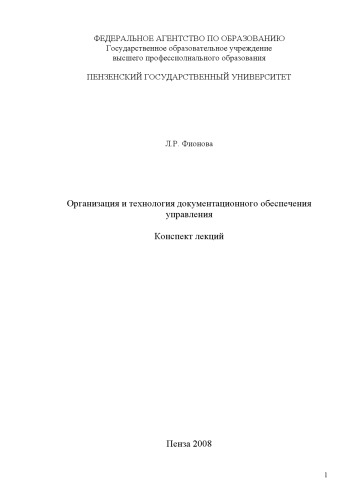 ФЕДЕРАЛЬНОЕ АГЕНТСТВО ПО ОБРАЗОВАНИЮ
Государственное образовательное учреждение
высшего профессионального образования
ПЕНЗЕНСКИЙ ГОСУДАРСТВЕННЫЙ УНИВЕРСИТЕТ
Л.Р. Фионова
Организация и технология документационного обеспечения
управления
Конспект лекций
Пенза 2008
1